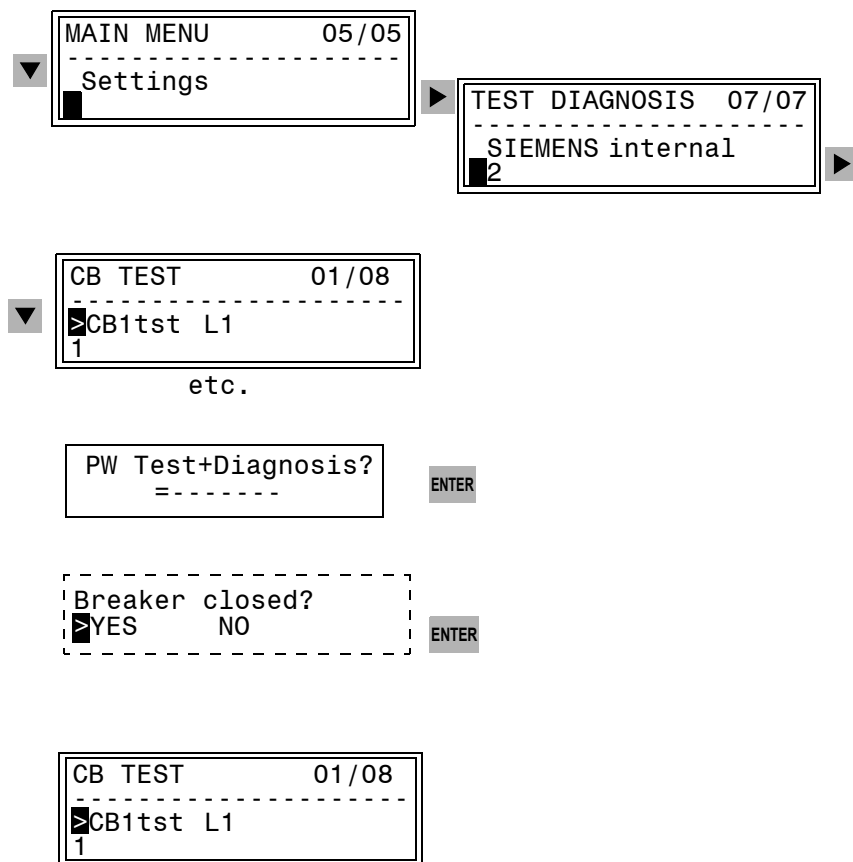 MAIN MENU 05/05
- - - - - - - - - - - - - - - - - - - - -
Settings
TEST DIAGNOSIS 07/07
- - - - - - - - - - - - - - - - - - - - -
SIEMENS internal
2
CB TEST 01/08
- - - - - - - - - - - - - - - - - - - - -
>CB1tst L1
1
etc.
PW Test+Diagnosis?
=-------
ENTER
Breaker closed?
>YES NO
ENTER
CB TEST 01/08
- - - - - - - - - - - - - - - - - - - - -
>CB1tst L1
1